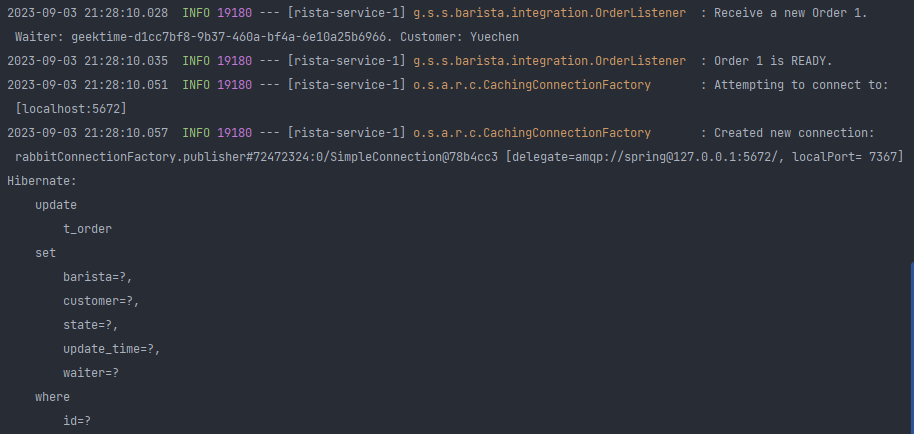 2023-09-03 21:28:10.028  INFO 19180 --- [rista-service-1] g.s.s.barista.integration.OrderListener  : Receive a new Order 1.
 Waiter: geektime-d1cc7bf8-9b37-460a-bf4a-6e10a25b6966. Customer: Yuechen
2023-09-03 21:28:10.035  INFO 19180 --- [rista-service-1] g.s.s.barista.integration.OrderListener  : Order 1 is READY.
2023-09-03 21:28:10.051  INFO 19180 --- [rista-service-1] o.s.a.r.c.CachingConnectionFactory       : Attempting to connect to:
 [localhost:5672]
2023-09-03 21:28:10.057  INFO 19180 --- [rista-service-1] o.s.a.r.c.CachingConnectionFactory       : Created new connection:
 rabbitConnectionFactory.publisher#72472324:0/SimpleConnection@78b4cc3 [delegate=amqp://spring@127.0.0.1:5672/, localPort= 7367]
Hibernate:
    update
        t_order
    set
        barista=?,
        customer=?,
        state=?,
        update_time=?,
        waiter=?
    where
        id=?